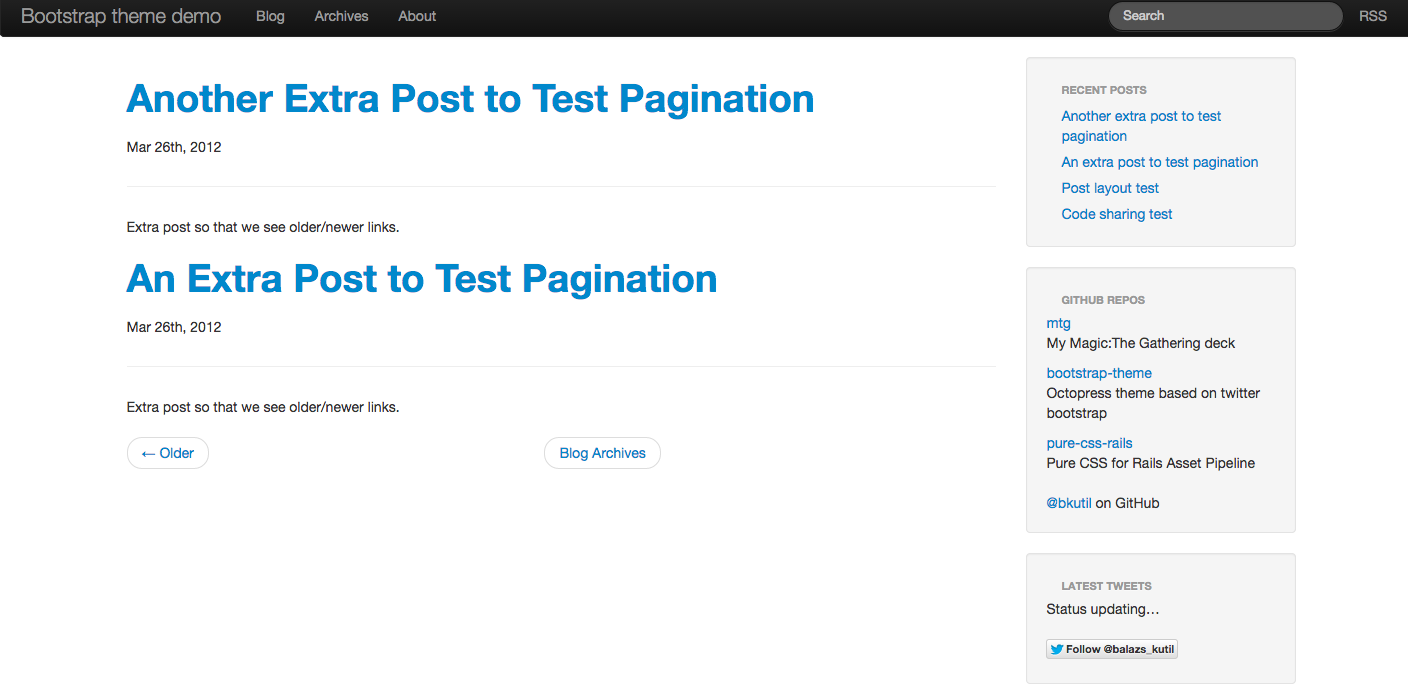 Bootstrap theme demo Blog Archives About Search RSS
Another Extra Post to Test Pagination
Mar 26th, 2012
Extra post so that we see older/newer links.
An Extra Post to Test Pagination
Mar 26th, 2012
Extra post so that we see older/newer links.
← Older Blog Archives
RECENT POSTS
Another extra post to test
pagination
An extra post to test pagination
Post layout test
Code sharing test
GITHUB REPOS
mtg
My Magic:The Gathering deck
bootstrap-theme
Octopress theme based on twitter
bootstrap
pure-css-rails
Pure CSS for Rails Asset Pipeline
@bkutil on GitHub
LATEST TWEETS
Status updating…
Follow @balazs_kutil